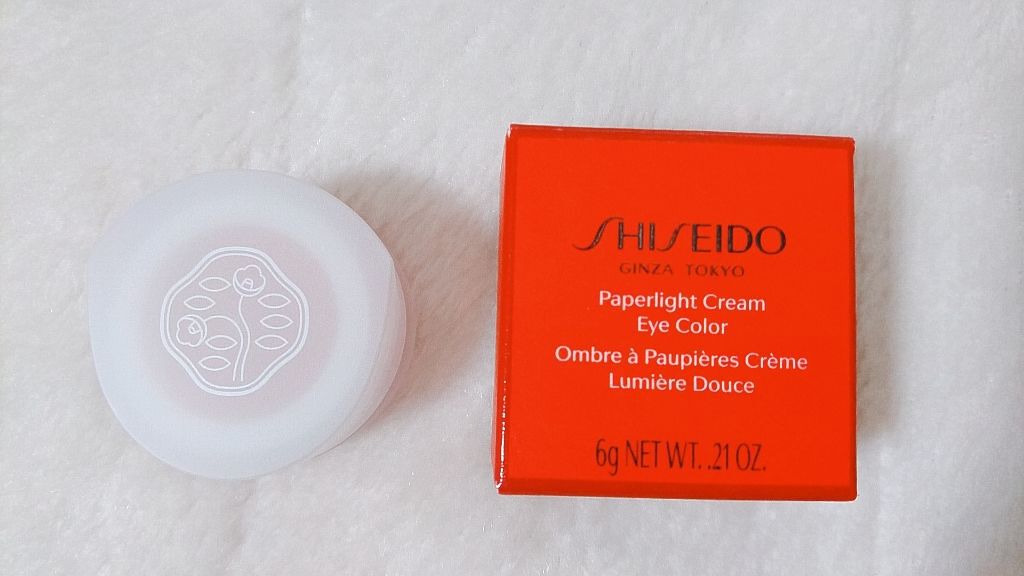 SHISEIDO
GINZA TOKYO
Paperlight Cream
Eye Color
Ombre à Paupières Crème
Lumière Douce
6g NET WT. .21 OZ.